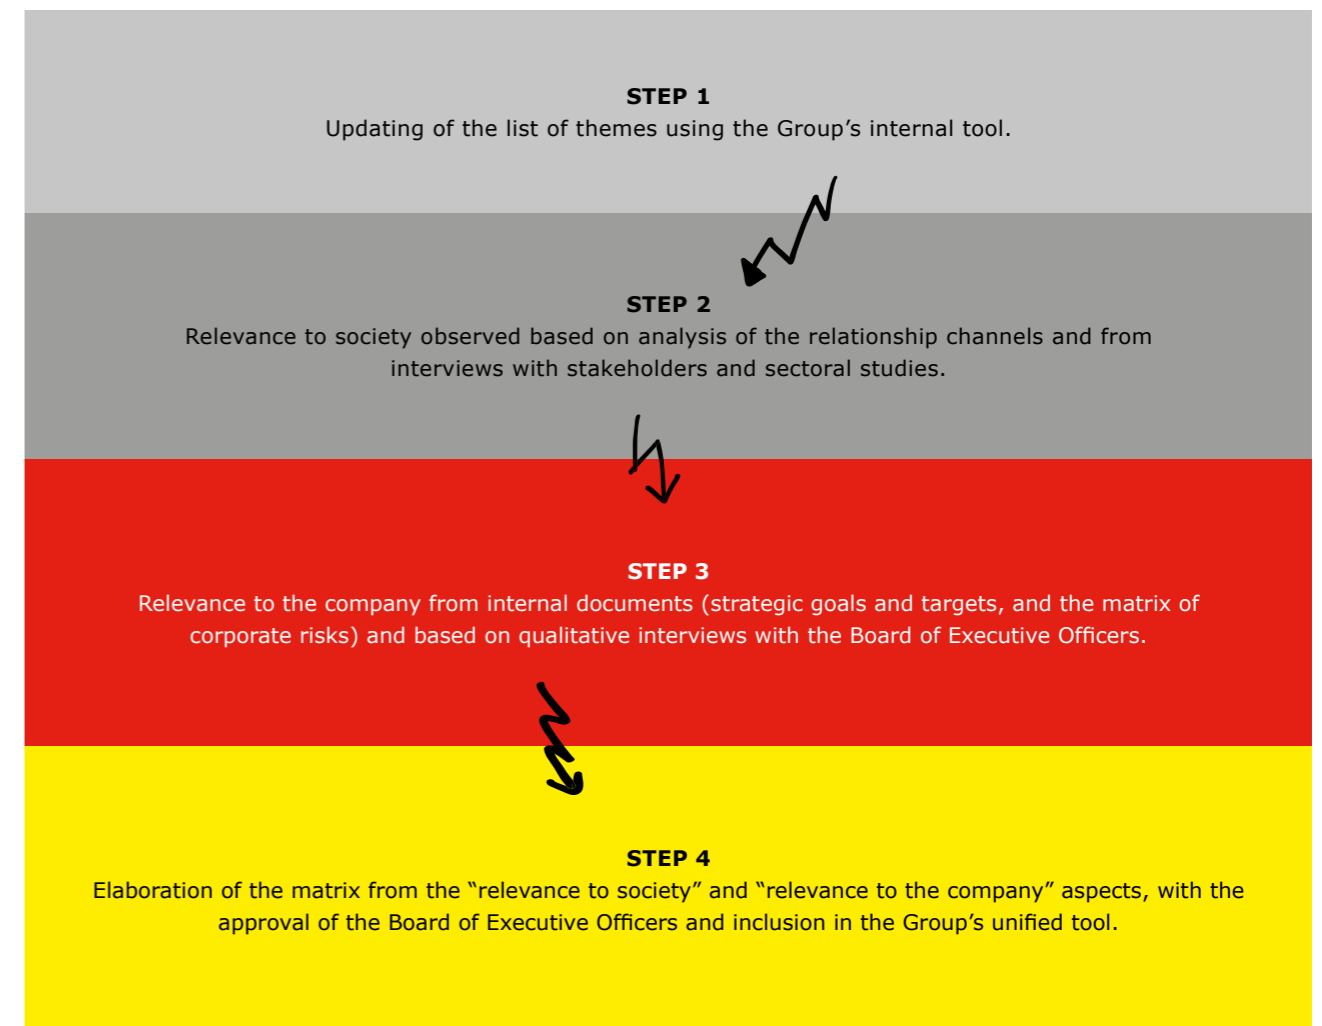 STEP 1
Updating of the list of themes using the Group’s internal tool.
STEP 2
Relevance to society observed based on analysis of the relationship channels and from
interviews with stakeholders and sectoral studies.
STEP 3
Relevance to the company from internal documents (strategic goals and targets, and the matrix of
corporate risks) and based on qualitative interviews with the Board of Executive Officers.
STEP 4
Elaboration of the matrix from the “relevance to society” and “relevance to the company” aspects, with the
approval of the Board of Executive Officers and inclusion in the Group’s unified tool.